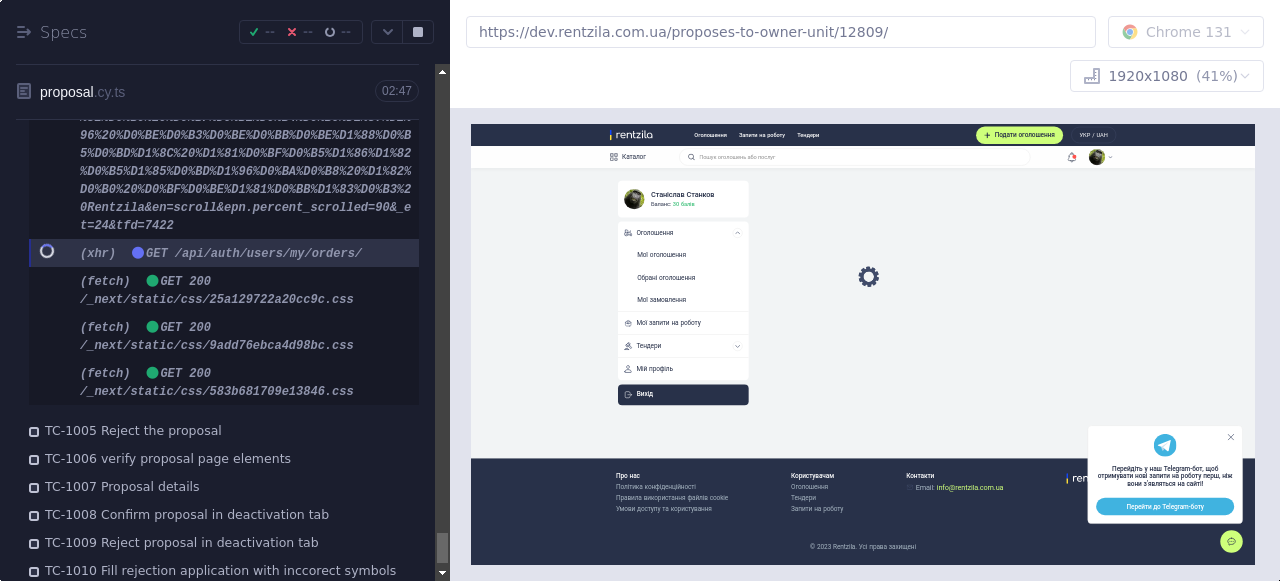 Specs
--
--
--
proposal.cy.ts
02:47
96%20%D0%BE%D0%B3%D0%BE%D0%BB%D0%BE%D1%88%D0%B
5%D0%BD%D1%8C%20%D1%81%D0%BF%D0%B5%D1%86%D1%82
%D0%B5%D1%85%D0%BD%D1%96%D0%BA%D0%B8%20%D1%82%
D0%B0%20%D0%BF%D0%BE%D1%81%D0%BB%D1%83%D0%B3%2
0Rentzila&en=scroll&epn.percent_scrolled=90&_e
t=24&tfd=7422
(xhr) GET /api/auth/users/my/orders/
(fetch) GET 200
/_next/static/css/25a129722a20cc9c.css
(fetch) GET 200
/_next/static/css/9add76ebca4d98bc.css
(fetch) GET 200
/_next/static/css/583b681709e13846.css
TC-1005 Reject the proposal
TC-1006 verify proposal page elements
TC-1007 Proposal details
TC-1008 Confirm proposal in deactivation tab
TC-1009 Reject proposal in deactivation tab
TC-1010 Fill rejection application with inccorect symbols
https://dev.rentzila.com.ua/proposes-to-owner-unit/12809/
Chrome 131
1920x1080 (41%)
rentzila
Оголошення
Запити на роботу
Тендери
+ Подати оголошення
УКР / UAH
Каталог
Пошук оголошень або послуг
Станіслав Станков
Баланс: 30 балів
Оголошення
Мої оголошення
Обрані оголошення
Мої замовлення
Мої запити на роботу
Тендери
Мій профіль
Вихід
Про нас
Політика конфіденційності
Правила використання файлів cookie
Умови доступу та користування
Користувачам
Оголошення
Тендери
Запити на роботу
Контакти
Email: info@rentzila.com.ua
© 2023 Rentzila. Усі права захищені
Перейдіть у наш Telegram-бот, щоб
отримувати нові запити на роботу перш, ніж
вони з'являться на сайті!
Перейти до Telegram-боту